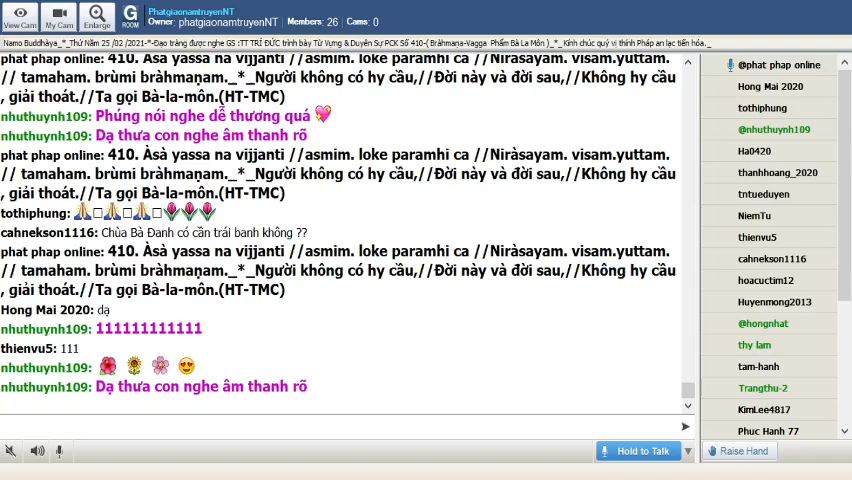 PhatgiaonamtruyenNT
Owner: phatgiaonamtruyenNT Members: 26 Cams: 0
View Cam
My Cam
Enlarge
G
ROOM
Namo Buddhàya_*_Thứ Năm 25 /02 /2021-*-Đạo tràng được nghe GS :TT TRÍ ĐỨC trình bày Từ Vựng & Duyên Sự PCK Số 410-( Bràhmaṇa-Vagga Phẩm Bà La Môn )_*_ Kính chúc quý vị thính Pháp an lạc tiến hóa._
phat phap online: 410. Àsà yassa na vijjanti //asmim. loke paramhi ca //Niràsayam. visam.yuttam.
// tamaham. brùmi bràhmaṇam._*_Người không có hy cầu,//Đời này và đời sau,//Không hy cầu
, giải thoát.//Ta gọi Bà-la-môn.(HT-TMC)
nhuthuynh109: Phúng nói nghe dễ thương quá 💖
nhuthuynh109: Dạ thưa con nghe âm thanh rõ
phat phap online: 410. Àsà yassa na vijjanti //asmim. loke paramhi ca //Niràsayam. visam.yuttam.
// tamaham. brùmi bràhmaṇam._*_Người không có hy cầu,//Đời này và đời sau,//Không hy cầu
, giải thoát.//Ta gọi Bà-la-môn.(HT-TMC)
tothiphung: 🙏□🙏□🙏□🌷🌷🌷
cahnekson1116: Chùa Bà Đanh có cần trái banh không ??
phat phap online: 410. Àsà yassa na vijjanti //asmim. loke paramhi ca //Niràsayam. visam.yuttam.
// tamaham. brùmi bràhmaṇam._*_Người không có hy cầu,//Đời này và đời sau,//Không hy cầu
, giải thoát.//Ta gọi Bà-la-môn.(HT-TMC)
Hong Mai 2020: dạ
nhuthuynh109: 111111111111
thienvu5: 111
nhuthuynh109: 🌺 🌻 🌸 😍
nhuthuynh109: Dạ thưa con nghe âm thanh rõ
Hold to Talk
@phat phap online
Hong Mai 2020
tothiphung
@nhuthuynh109
Ha0420
thanhhoang_2020
tntueduyen
NiemTu
thienvu5
cahnekson1116
hoacuctim12
Huyenmong2013
@hongnhat
thy lam
tam-hanh
Trangthu-2
KimLee4817
Phuc Hanh 77
Raise Hand